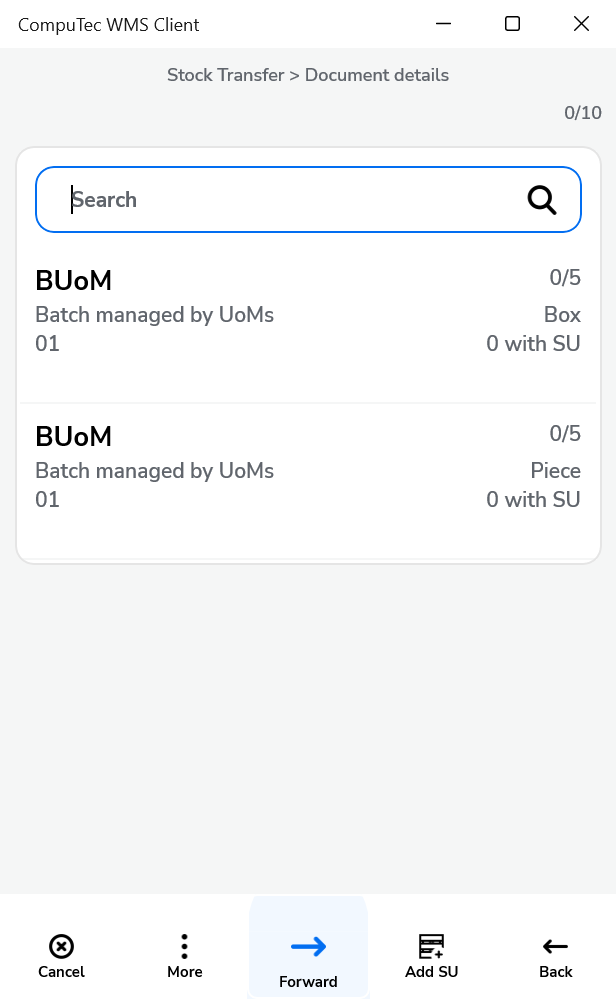 CompuTec WMS Client
Stock Transfer > Document details
0/10
Search
BUoM 0/5
Batch managed by UoMs Box
01 0 with SU
BUoM 0/5
Batch managed by UoMs Piece
01 0 with SU
Cancel More Forward Add SU Back